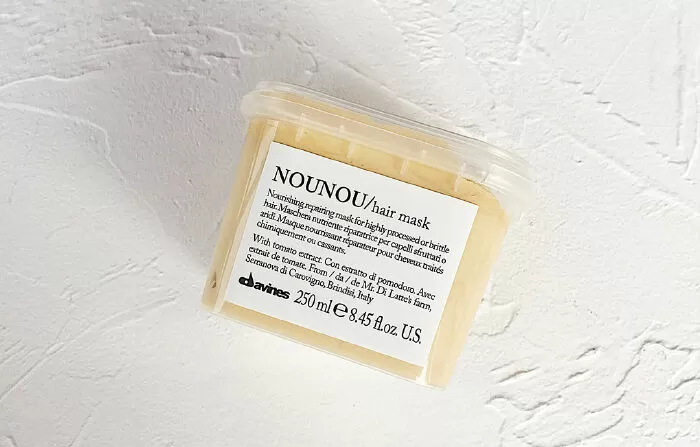 NOUNOU/hair mask
Nourishing repairing mask for highly processed or brittle
hair. Maschera nutriente riparatrice per capelli sfruttati o
aridi. Masque nourrissant réparateur pour cheveux traités
chimiquement ou cassants.
With tomato extract. Con estratto di pomodoro. Avec
extrait de tomate. From / da / de Mr. Di Latte's farm,
Serranova di Carovigno, Brindisi, Italy
davines 250 ml ℮ 8.45 fl.oz. U.S.